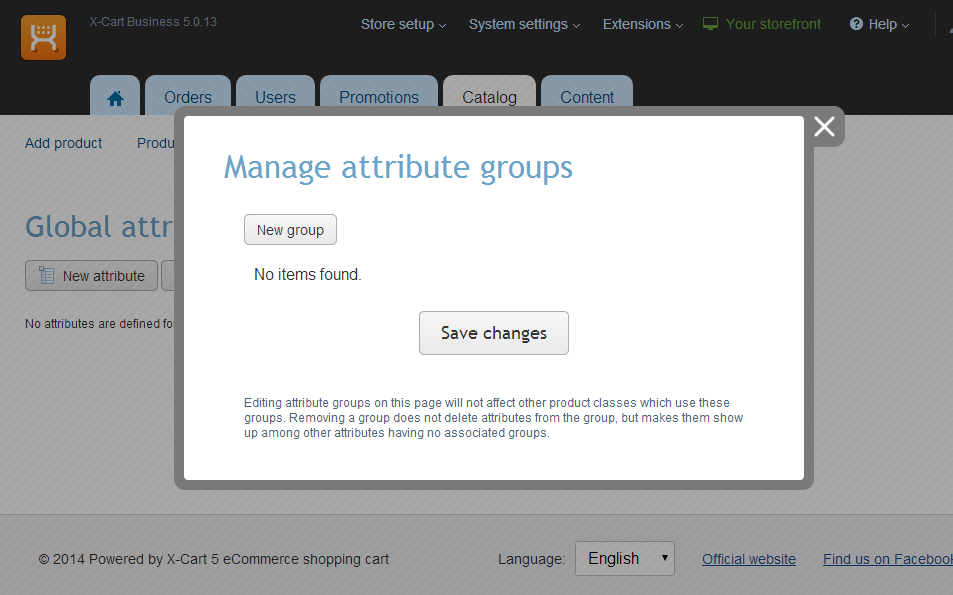 X-Cart Business 5.0.13
Store setup System settings Extensions Your storefront ? Help
Orders Users Promotions Catalog Content
Add product
Manage attribute groups
Global
New group
New attribute
No items found.
No attributes are defined
Save changes
Editing attribute groups on this page will not affect other product classes which use these
groups. Removing a group does not delete attributes from the group, but makes them show
up among other attributes having no associated groups.
© 2014 Powered by X-Cart 5 eCommerce shopping cart Language: English Official website Find us on Facebook